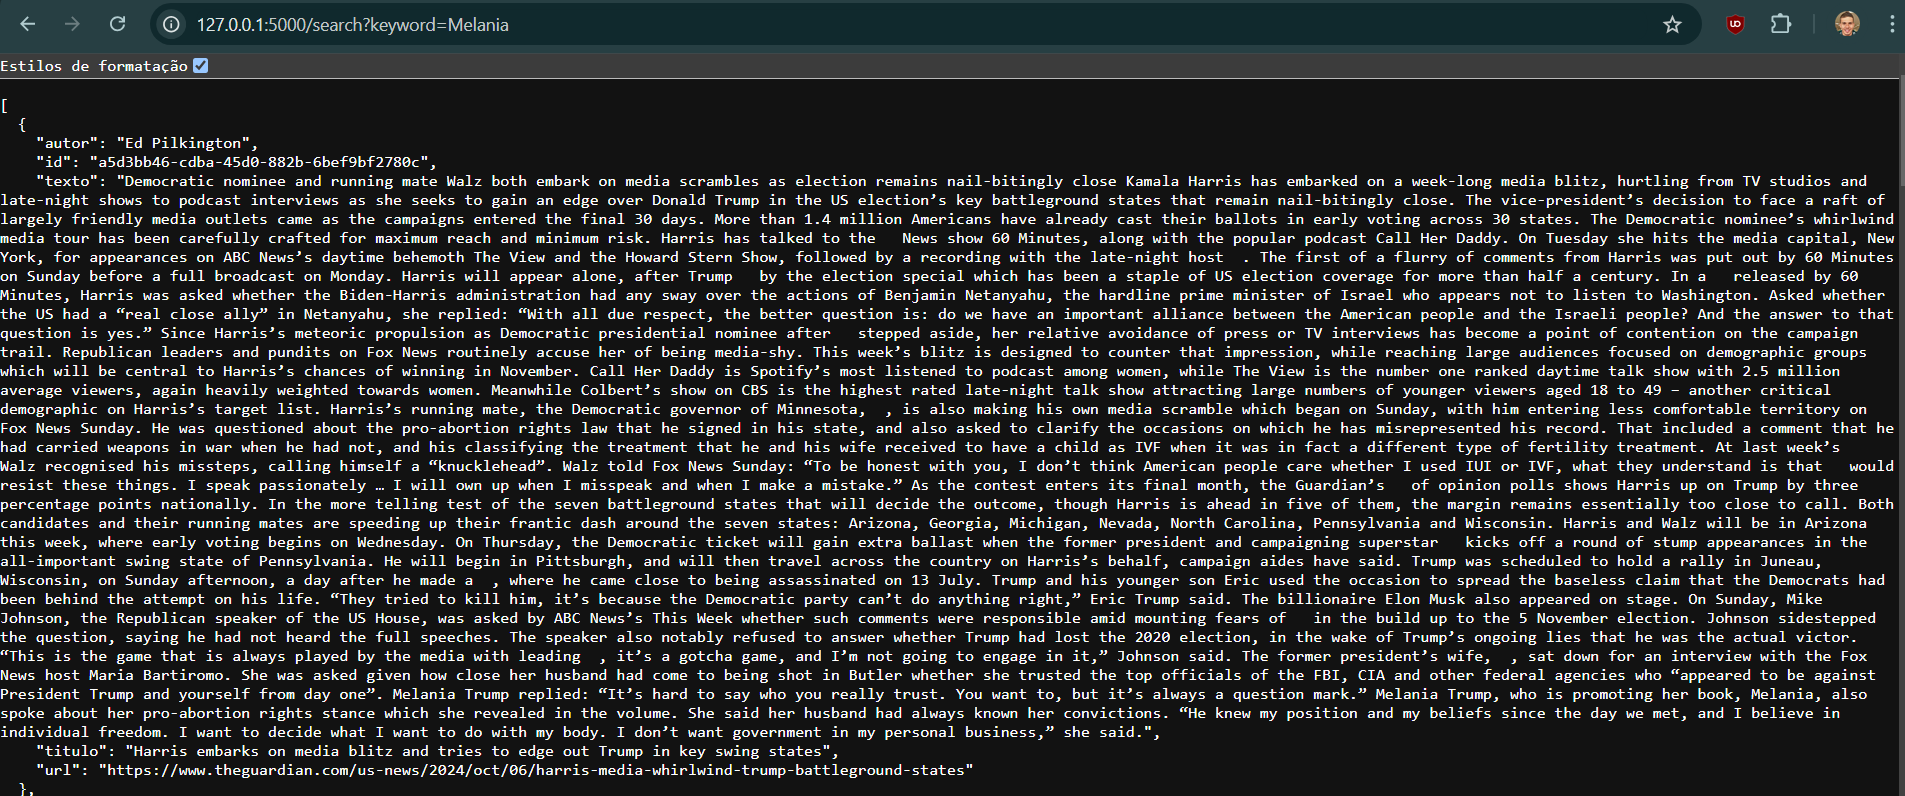 127.0.0.1:5000/search?keyword=Melania
Estilos de formatação
[
{
"autor": "Ed Pilkington",
"id": "a5d3bb46-cdba-45d0-882b-6bef9bf2780c",
"texto": "Democratic nominee and running mate Walz both embark on media scrambles as election remains nail-bitingly close Kamala Harris has embarked on a week-long media blitz, hurtling from TV studios and
late-night shows to podcast interviews as she seeks to gain an edge over Donald Trump in the US election’s key battleground states that remain nail-bitingly close. The vice-president’s decision to face a raft of
largely friendly media outlets came as the campaigns entered the final 30 days. More than 1.4 million Americans have already cast their ballots in early voting across 30 states. The Democratic nominee’s whirlwind
media tour has been carefully crafted for maximum reach and minimum risk. Harris has talked to the   News show 60 Minutes, along with the popular podcast Call Her Daddy. On Tuesday she hits the media capital, New
York, for appearances on ABC News’s daytime behemoth The View and the Howard Stern Show, followed by a recording with the late-night host  . The first of a flurry of comments from Harris was put out by 60 Minutes
on Sunday before a full broadcast on Monday. Harris will appear alone, after Trump   by the election special which has been a staple of US election coverage for more than half a century. In a   released by 60
Minutes, Harris was asked whether the Biden-Harris administration had any sway over the actions of Benjamin Netanyahu, the hardline prime minister of Israel who appears not to listen to Washington. Asked whether
the US had a “real close ally” in Netanyahu, she replied: “With all due respect, the better question is: do we have an important alliance between the American people and the Israeli people? And the answer to that
question is yes.” Since Harris’s meteoric propulsion as Democratic presidential nominee after   stepped aside, her relative avoidance of press or TV interviews has become a point of contention on the campaign
trail. Republican leaders and pundits on Fox News routinely accuse her of being media-shy. This week’s blitz is designed to counter that impression, while reaching large audiences focused on demographic groups
which will be central to Harris’s chances of winning in November. Call Her Daddy is Spotify’s most listened to podcast among women, while The View is the number one ranked daytime talk show with 2.5 million
average viewers, again heavily weighted towards women. Meanwhile Colbert’s show on CBS is the highest rated late-night talk show attracting large numbers of younger viewers aged 18 to 49 – another critical
demographic on Harris’s target list. Harris’s running mate, the Democratic governor of Minnesota,  , is also making his own media scramble which began on Sunday, with him entering less comfortable territory on
Fox News Sunday. He was questioned about the pro-abortion rights law that he signed in his state, and also asked to clarify the occasions on which he has misrepresented his record. That included a comment that he
had carried weapons in war when he had not, and his classifying the treatment that he and his wife received to have a child as IVF when it was in fact a different type of fertility treatment. At last week’s
Walz recognised his missteps, calling himself a “knucklehead”. Walz told Fox News Sunday: “To be honest with you, I don’t think American people care whether I used IUI or IVF, what they understand is that   would
resist these things. I speak passionately … I will own up when I misspeak and when I make a mistake.” As the contest enters its final month, the Guardian’s   of opinion polls shows Harris up on Trump by three
percentage points nationally. In the more telling test of the seven battleground states that will decide the outcome, though Harris is ahead in five of them, the margin remains essentially too close to call. Both
candidates and their running mates are speeding up their frantic dash around the seven states: Arizona, Georgia, Michigan, Nevada, North Carolina, Pennsylvania and Wisconsin. Harris and Walz will be in Arizona
this week, where early voting begins on Wednesday. On Thursday, the Democratic ticket will gain extra ballast when the former president and campaigning superstar   kicks off a round of stump appearances in the
all-important swing state of Pennsylvania. He will begin in Pittsburgh, and will then travel across the country on Harris’s behalf, campaign aides have said. Trump was scheduled to hold a rally in Juneau,
Wisconsin, on Sunday afternoon, a day after he made a  , where he came close to being assassinated on 13 July. Trump and his younger son Eric used the occasion to spread the baseless claim that the Democrats had
been behind the attempt on his life. “They tried to kill him, it’s because the Democratic party can’t do anything right,” Eric Trump said. The billionaire Elon Musk also appeared on stage. On Sunday, Mike
Johnson, the Republican speaker of the US House, was asked by ABC News’s This Week whether such comments were responsible amid mounting fears of   in the build up to the 5 November election. Johnson sidestepped
the question, saying he had not heard the full speeches. The speaker also notably refused to answer whether Trump had lost the 2020 election, in the wake of Trump’s ongoing lies that he was the actual victor.
“This is the game that is always played by the media with leading  , it’s a gotcha game, and I’m not going to engage in it,” Johnson said. The former president’s wife,  , sat down for an interview with the Fox
News host Maria Bartiromo. She was asked given how close her husband had come to being shot in Butler whether she trusted the top officials of the FBI, CIA and other federal agencies who “appeared to be against
President Trump and yourself from day one”. Melania Trump replied: “It’s hard to say who you really trust. You want to, but it’s always a question mark.” Melania Trump, who is promoting her book, Melania, also
spoke about her pro-abortion rights stance which she revealed in the volume. She said her husband had always known her convictions. “He knew my position and my beliefs since the day we met, and I believe in
individual freedom. I want to decide what I want to do with my body. I don’t want government in my personal business,” she said.",
"titulo": "Harris embarks on media blitz and tries to edge out Trump in key swing states",
"url": "https://www.theguardian.com/us-news/2024/oct/06/harris-media-whirlwind-trump-battleground-states"
},